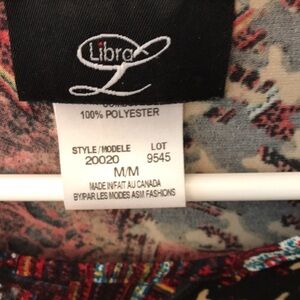 Libra
L
100% POLYESTER
STYLE/MODELE LOT
20020 9545
M/M
MADE IN/FAIT AU CANADA
BY/PAR LES MODES ASM FASHIONS